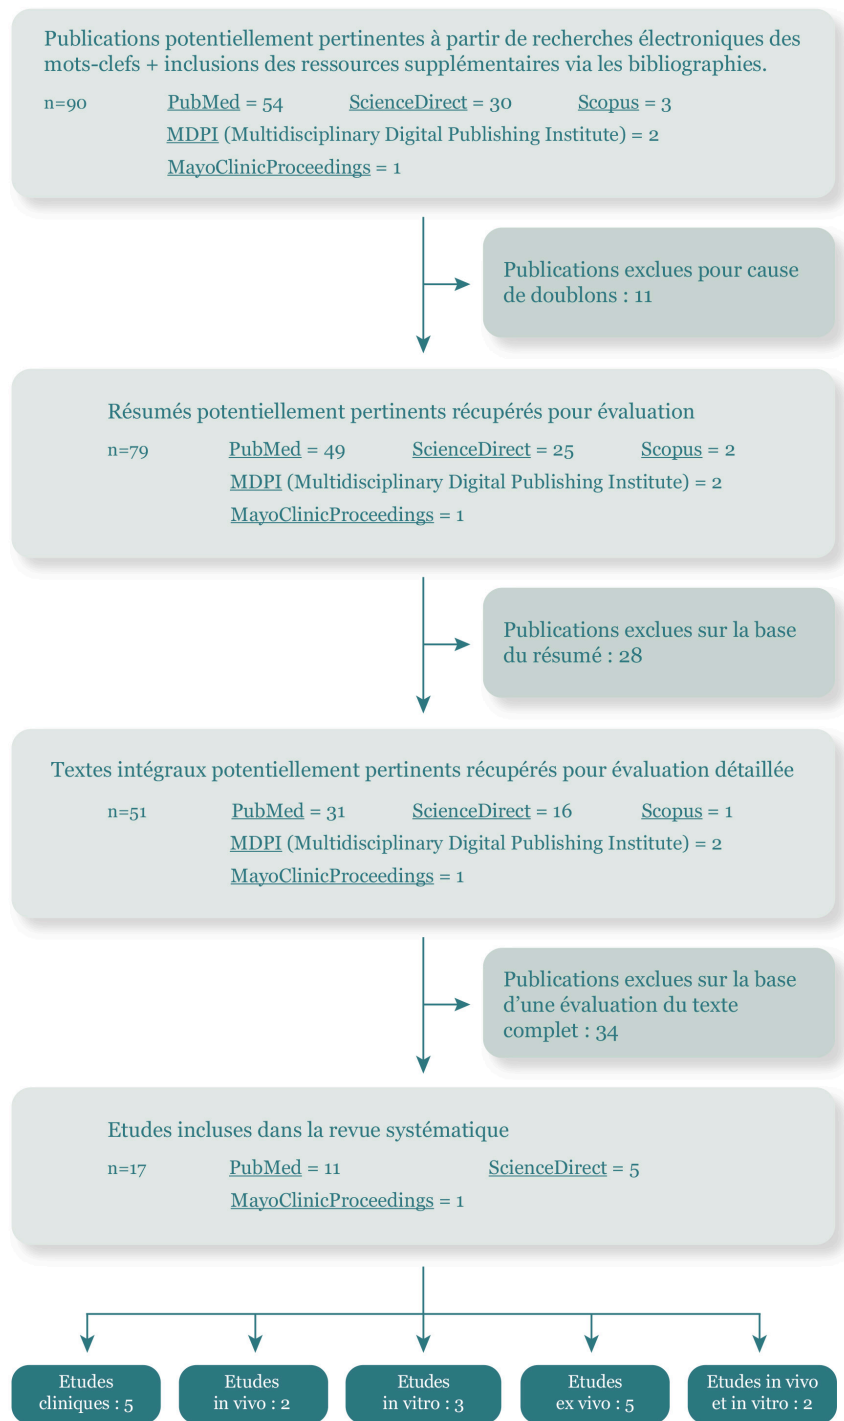 Publications potentiellement pertinentes à partir de recherches électroniques des
mots-clefs + inclusions des ressources supplémentaires via les bibliographies.
n=90 PubMed = 54 ScienceDirect = 30 Scopus = 3
MDPI (Multidisciplinary Digital Publishing Institute) = 2
MayoClinicProceedings = 1
Publications exclues pour cause
de doublons : 11
Résumés potentiellement pertinents récupérés pour évaluation
n=79 PubMed = 49 ScienceDirect = 25 Scopus = 2
MDPI (Multidisciplinary Digital Publishing Institute) = 2
MayoClinicProceedings = 1
Publications exclues sur la base
du résumé : 28
Textes intégraux potentiellement pertinents récupérés pour évaluation détaillée
n=51 PubMed = 31 ScienceDirect = 16 Scopus = 1
MDPI (Multidisciplinary Digital Publishing Institute) = 2
MayoClinicProceedings = 1
Publications exclues sur la base
d'une évaluation du texte
complet : 34
Etudes incluses dans la revue systématique
n=17 PubMed = 11 ScienceDirect = 5
MayoClinicProceedings = 1
Etudes
cliniques : 5
Etudes
in vivo : 2
Etudes
in vitro : 3
Etudes
ex vivo : 5
Etudes in vivo
et in vitro : 2